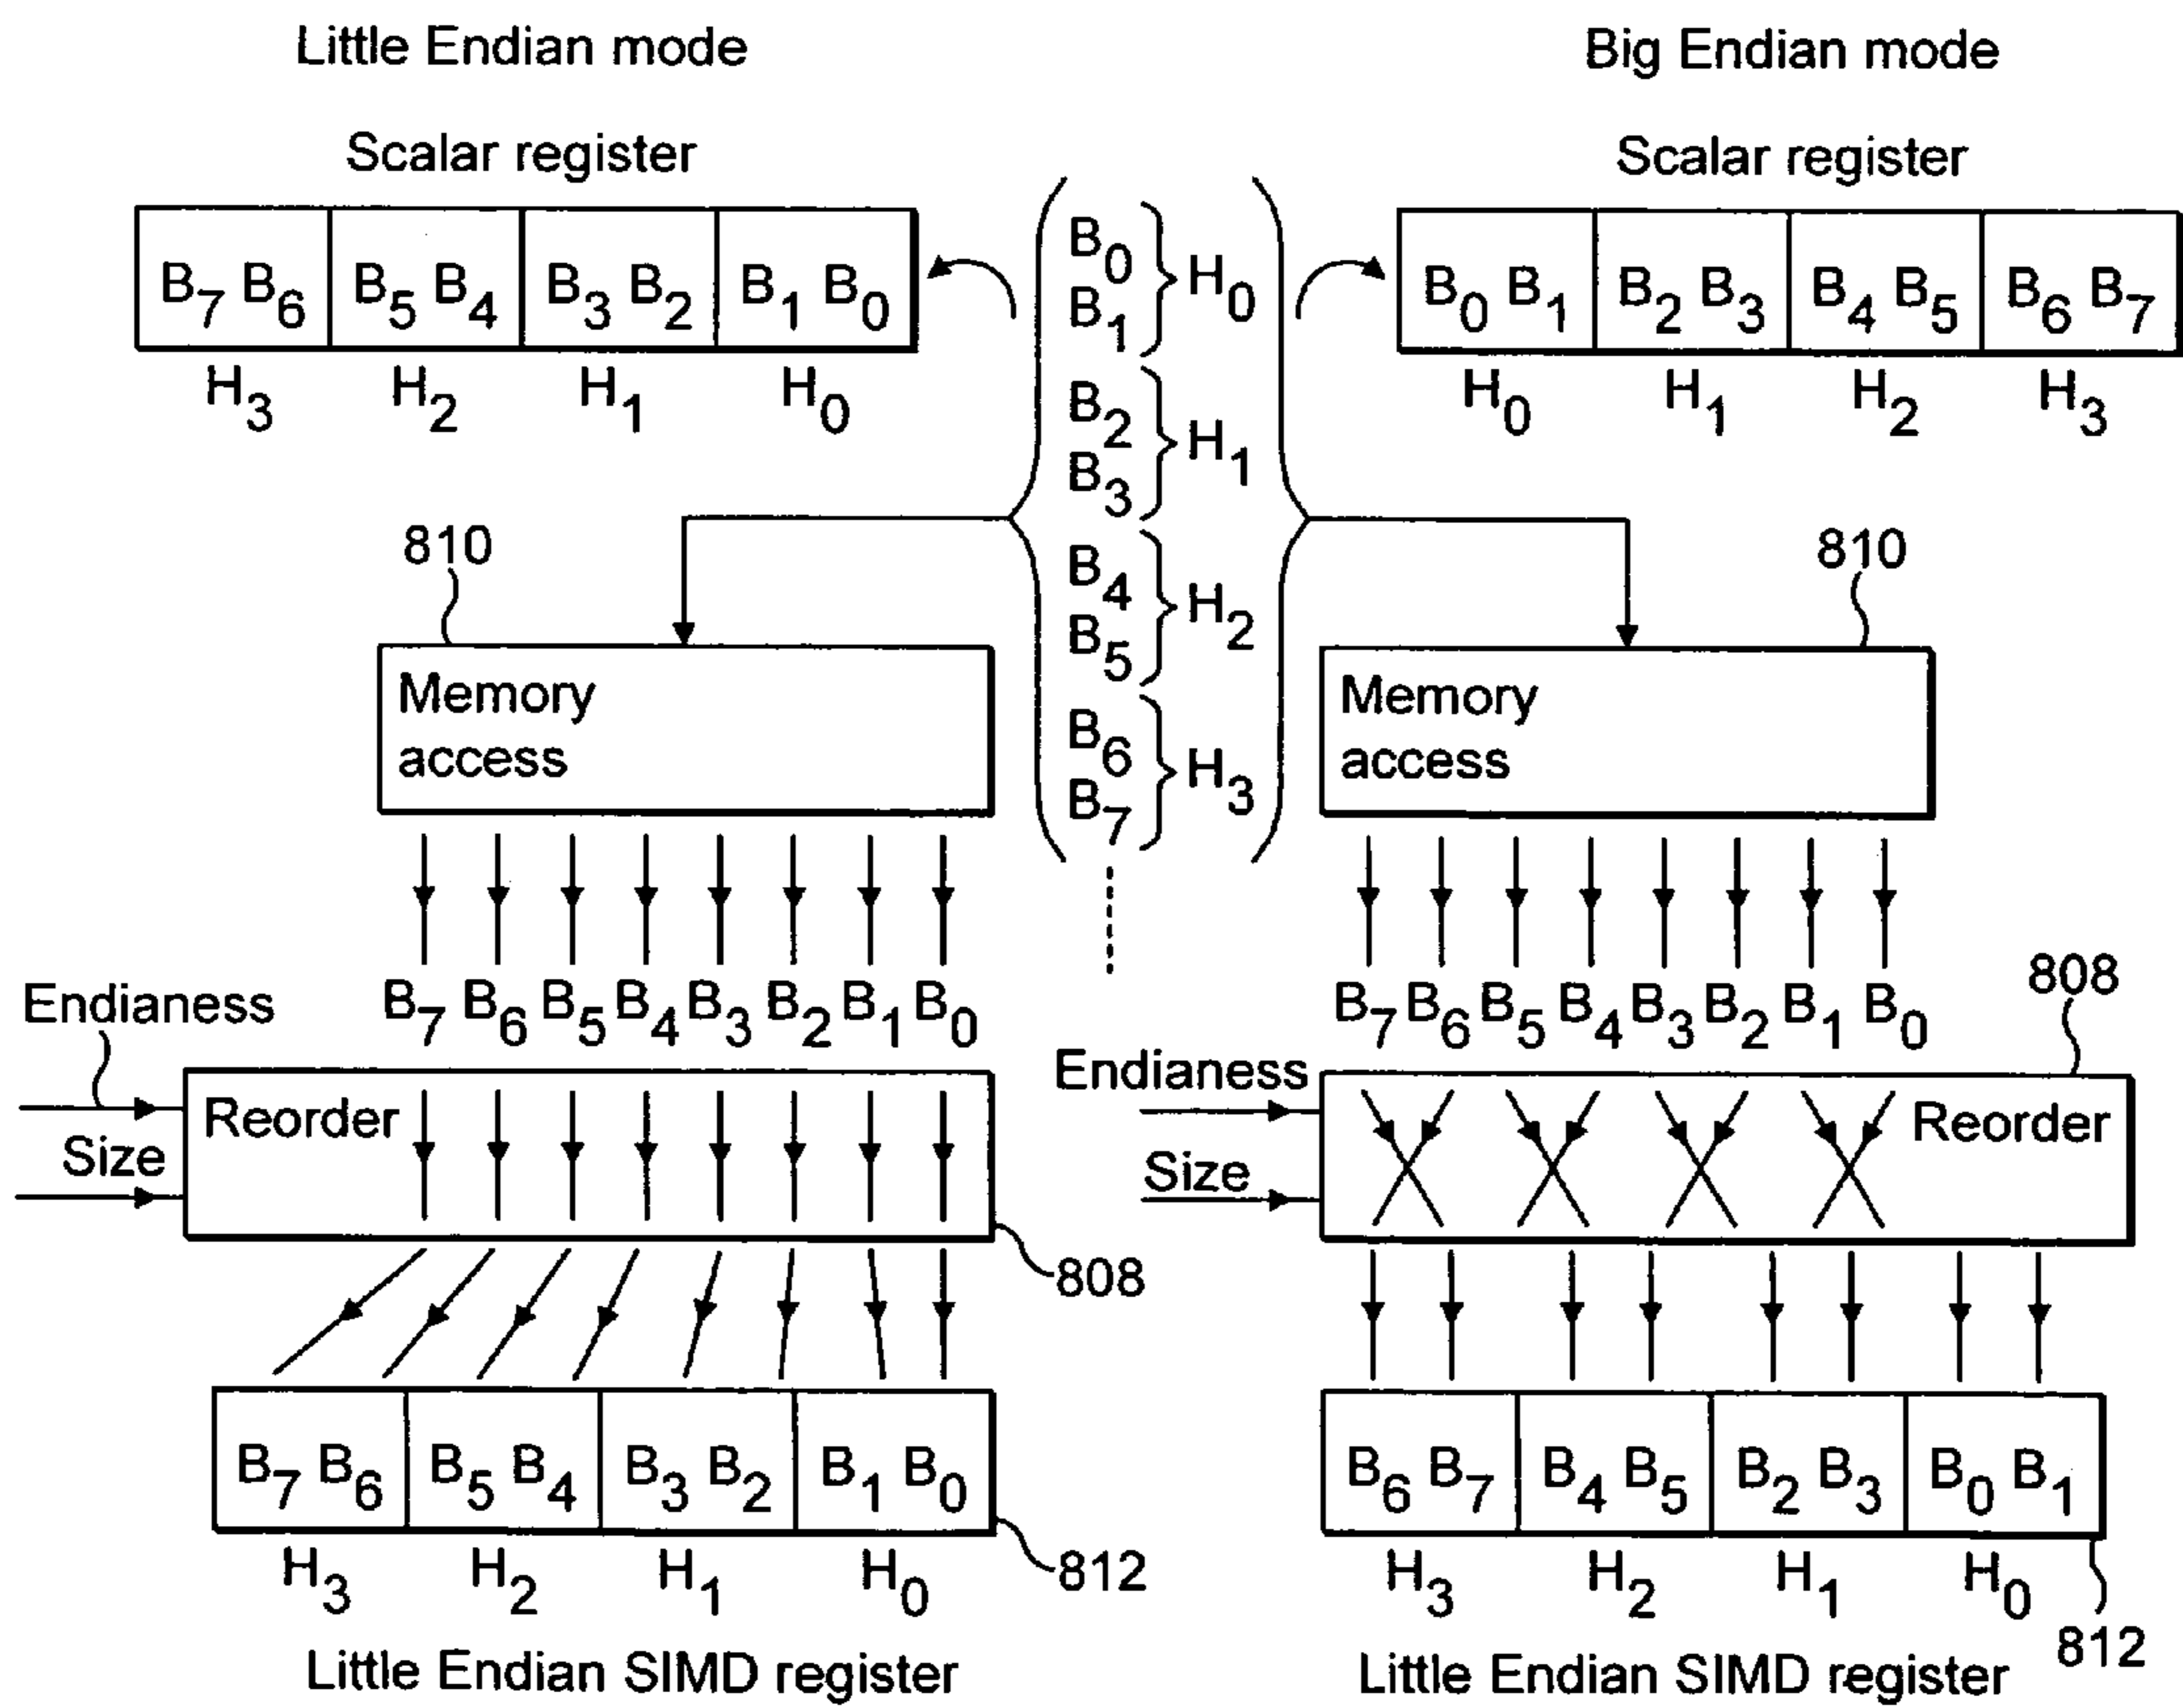 Little Endian mode
Big Endian mode
Scalar register
Scalar register
B7 B6 B5 B4 B3 B2 B1 B0
H3 H2 H1 H0
B0
B1
H0
B2
B3
H1
B4
B5
H2
B6
B7
H3
B0 B1 B2 B3 B4 B5 B6 B7
H0 H1 H2 H3
810
Memory
access
810
Memory
access
B7 B6 B5 B4 B3 B2 B1 B0
Endianess
Size
Reorder
808
B7 B6 B5 B4 B3 B2 B1 B0
H3 H2 H1 H0
812
Little Endian SIMD register
B7 B6 B5 B4 B3 B2 B1 B0
808
Endianess
Size
Reorder
B6 B7 B4 B5 B2 B3 B0 B1
H3 H2 H1 H0
812
Little Endian SIMD register